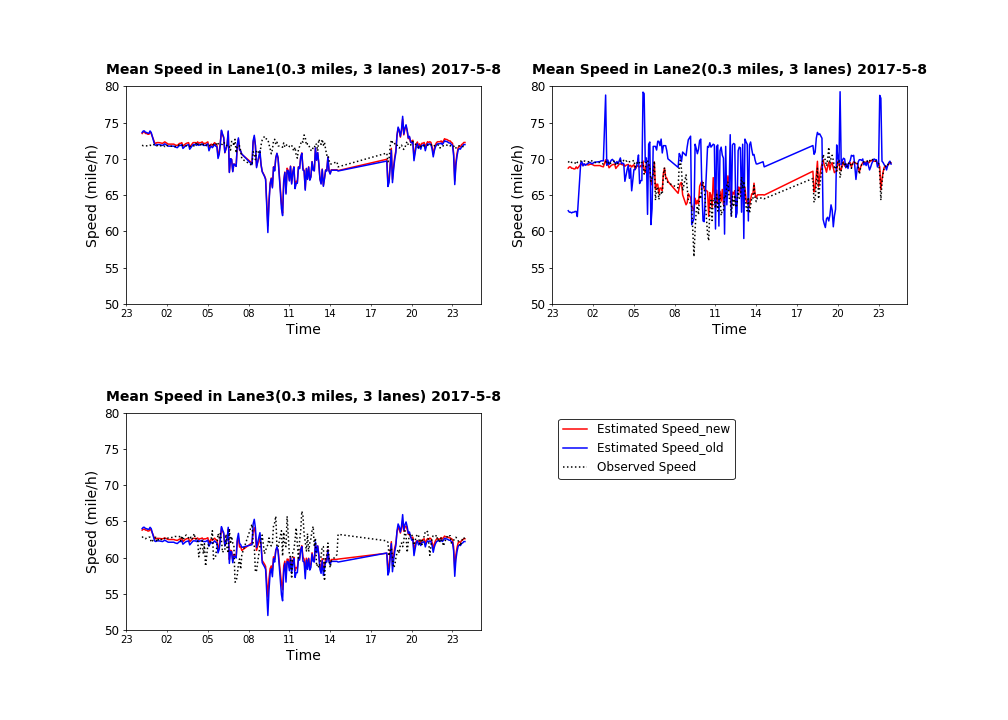 Mean Speed in Lane1(0.3 miles, 3 lanes) 2017-5-8
80
75
70
65
60
55
50
Speed (mile/h)
23 02 05 08 11 14 17 20 23
Time
Mean Speed in Lane2(0.3 miles, 3 lanes) 2017-5-8
80
75
70
65
60
55
50
Speed (mile/h)
23 02 05 08 11 14 17 20 23
Time
Mean Speed in Lane3(0.3 miles, 3 lanes) 2017-5-8
80
75
70
65
60
55
50
Speed (mile/h)
23 02 05 08 11 14 17 20 23
Time
Estimated Speed_new
Estimated Speed_old
Observed Speed